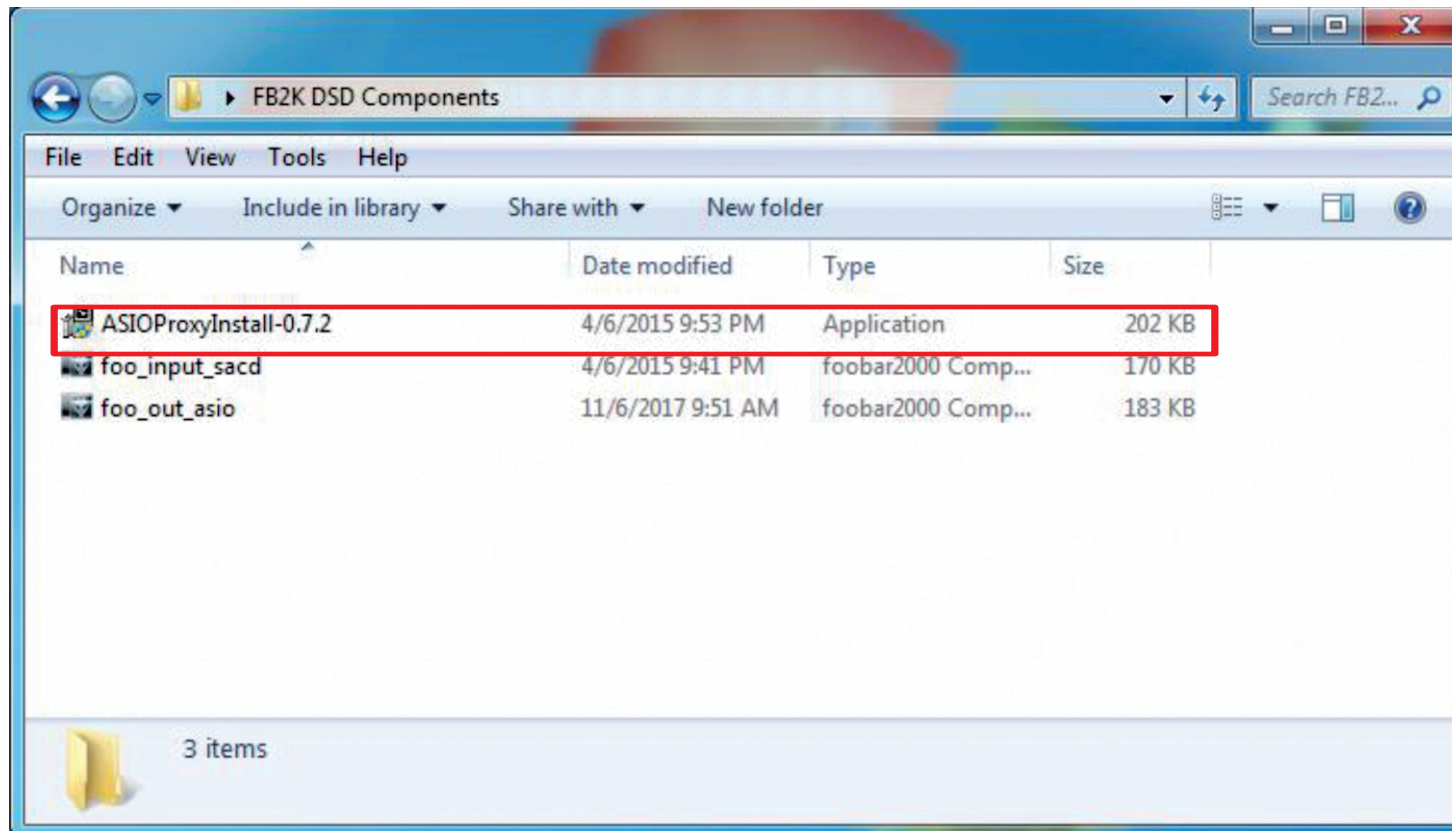 FB2K DSD Components
Search FB2...
File Edit View Tools Help
Organize Include in library Share with New folder
Name Date modified Type Size
ASIOProxyInstall-0.7.2 4/6/2015 9:53 PM Application 202 KB
foo_input_sacd 4/6/2015 9:41 PM foobar2000 Comp... 170 KB
foo_out_asio 11/6/2017 9:51 AM foobar2000 Comp... 183 KB
3 items